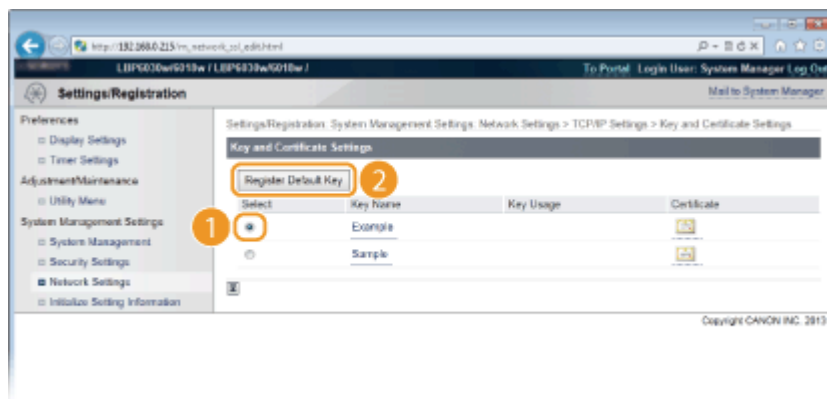 http://192.168.0.215/m_network_ssl_edit.html
LBP6030w/6018w / LBP6030w/6018w /
To Portal Login User: System Manager Log Out
Settings/Registration
Mail to System Manager
Preferences
Display Settings
Timer Settings
Adjustment/Maintenance
Utility Menu
System Management Settings
System Management
Security Settings
Network Settings
Initialize Setting Information
Settings/Registration: System Management Settings: Network Settings > TCP/IP Settings > Key and Certificate Settings
Key and Certificate Settings
Register Default Key
2
Select Key Name Key Usage Certificate
1
Example
Sample
Copyright CANON INC. 2013